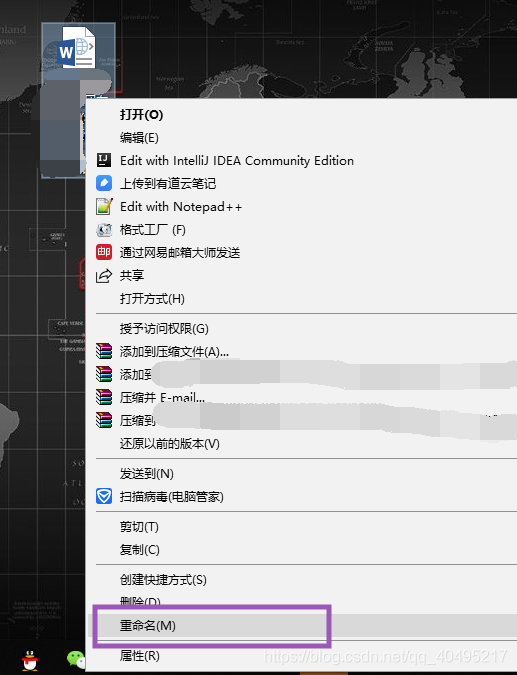 打开(O)
编辑(E)
Edit with IntelliJ IDEA Community Edition
上传到有道云笔记
Edit with Notepad++
格式工厂 (F)
通过网易邮箱大师发送
共享
打开方式(H)
授予访问权限(G)
添加到压缩文件(A)...
添加到
压缩并 E-mail...
压缩到
还原以前的版本(V)
发送到(N)
扫描病毒(电脑管家)
剪切(T)
复制(C)
创建快捷方式(S)
删除(D)
重命名(M)
属性(R)
https://blog.csdn.net/qq_40495217